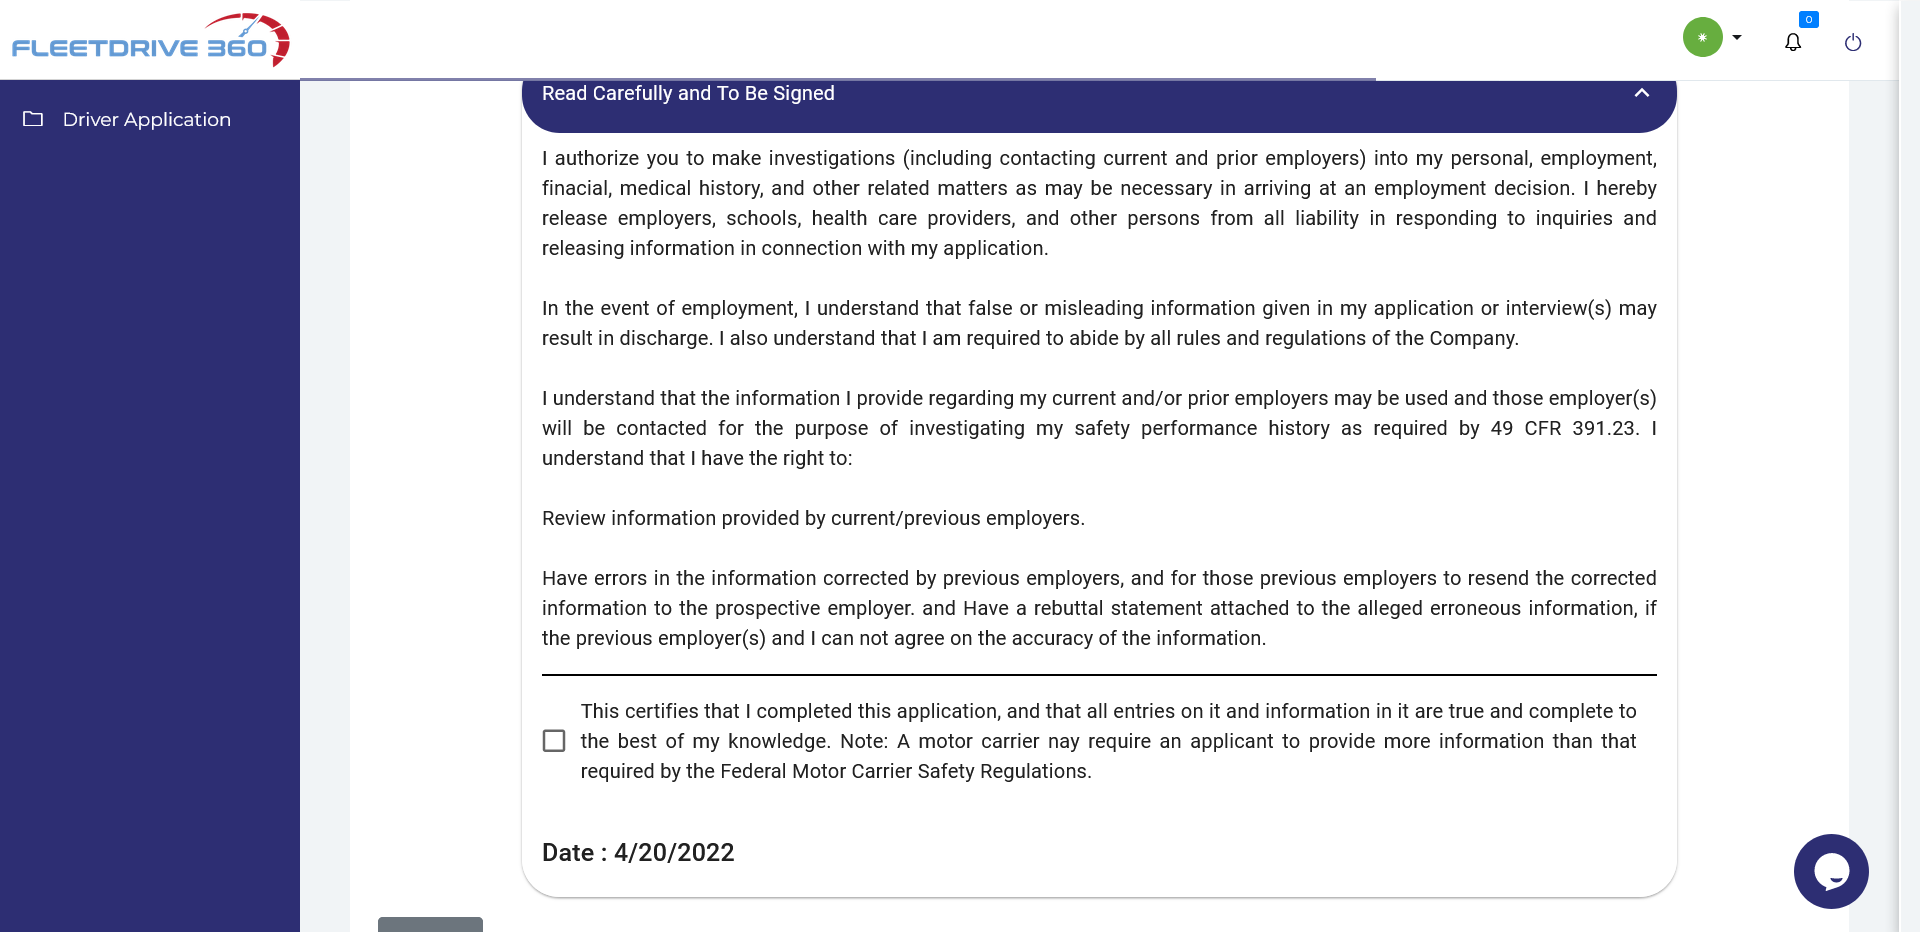 FLEETDRIVE 360
0
Driver Application
Read Carefully and To Be Signed
I authorize you to make investigations (including contacting current and prior employers) into my personal, employment,
finacial, medical history, and other related matters as may be necessary in arriving at an employment decision. I hereby
release employers, schools, health care providers, and other persons from all liability in responding to inquiries and
releasing information in connection with my application.
In the event of employment, I understand that false or misleading information given in my application or interview(s) may
result in discharge. I also understand that I am required to abide by all rules and regulations of the Company.
I understand that the information I provide regarding my current and/or prior employers may be used and those employer(s)
will be contacted for the purpose of investigating my safety performance history as required by 49 CFR 391.23. I
understand that I have the right to:
Review information provided by current/previous employers.
Have errors in the information corrected by previous employers, and for those previous employers to resend the corrected
information to the prospective employer. and Have a rebuttal statement attached to the alleged erroneous information, if
the previous employer(s) and I can not agree on the accuracy of the information.
This certifies that I completed this application, and that all entries on it and information in it are true and complete to
the best of my knowledge. Note: A motor carrier nay require an applicant to provide more information than that
required by the Federal Motor Carrier Safety Regulations.
Date : 4/20/2022